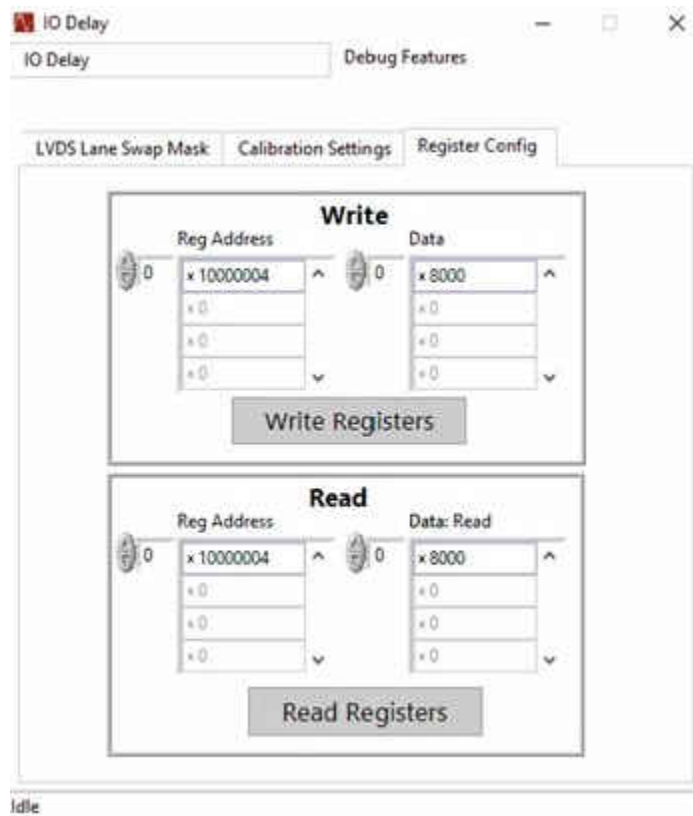 IO Delay
IO Delay
Debug Features
LVDS Lane Swap Mask Calibration Settings Register Config
Write
Reg Address Data
0 x 10000004 0 x 8000
x 0 x 0
x 0 x 0
x 0 x 0
Write Registers
Read
Reg Address Data: Read
0 x 10000004 0 x 8000
x 0 x 0
x 0 x 0
x 0 x 0
Read Registers
Idle